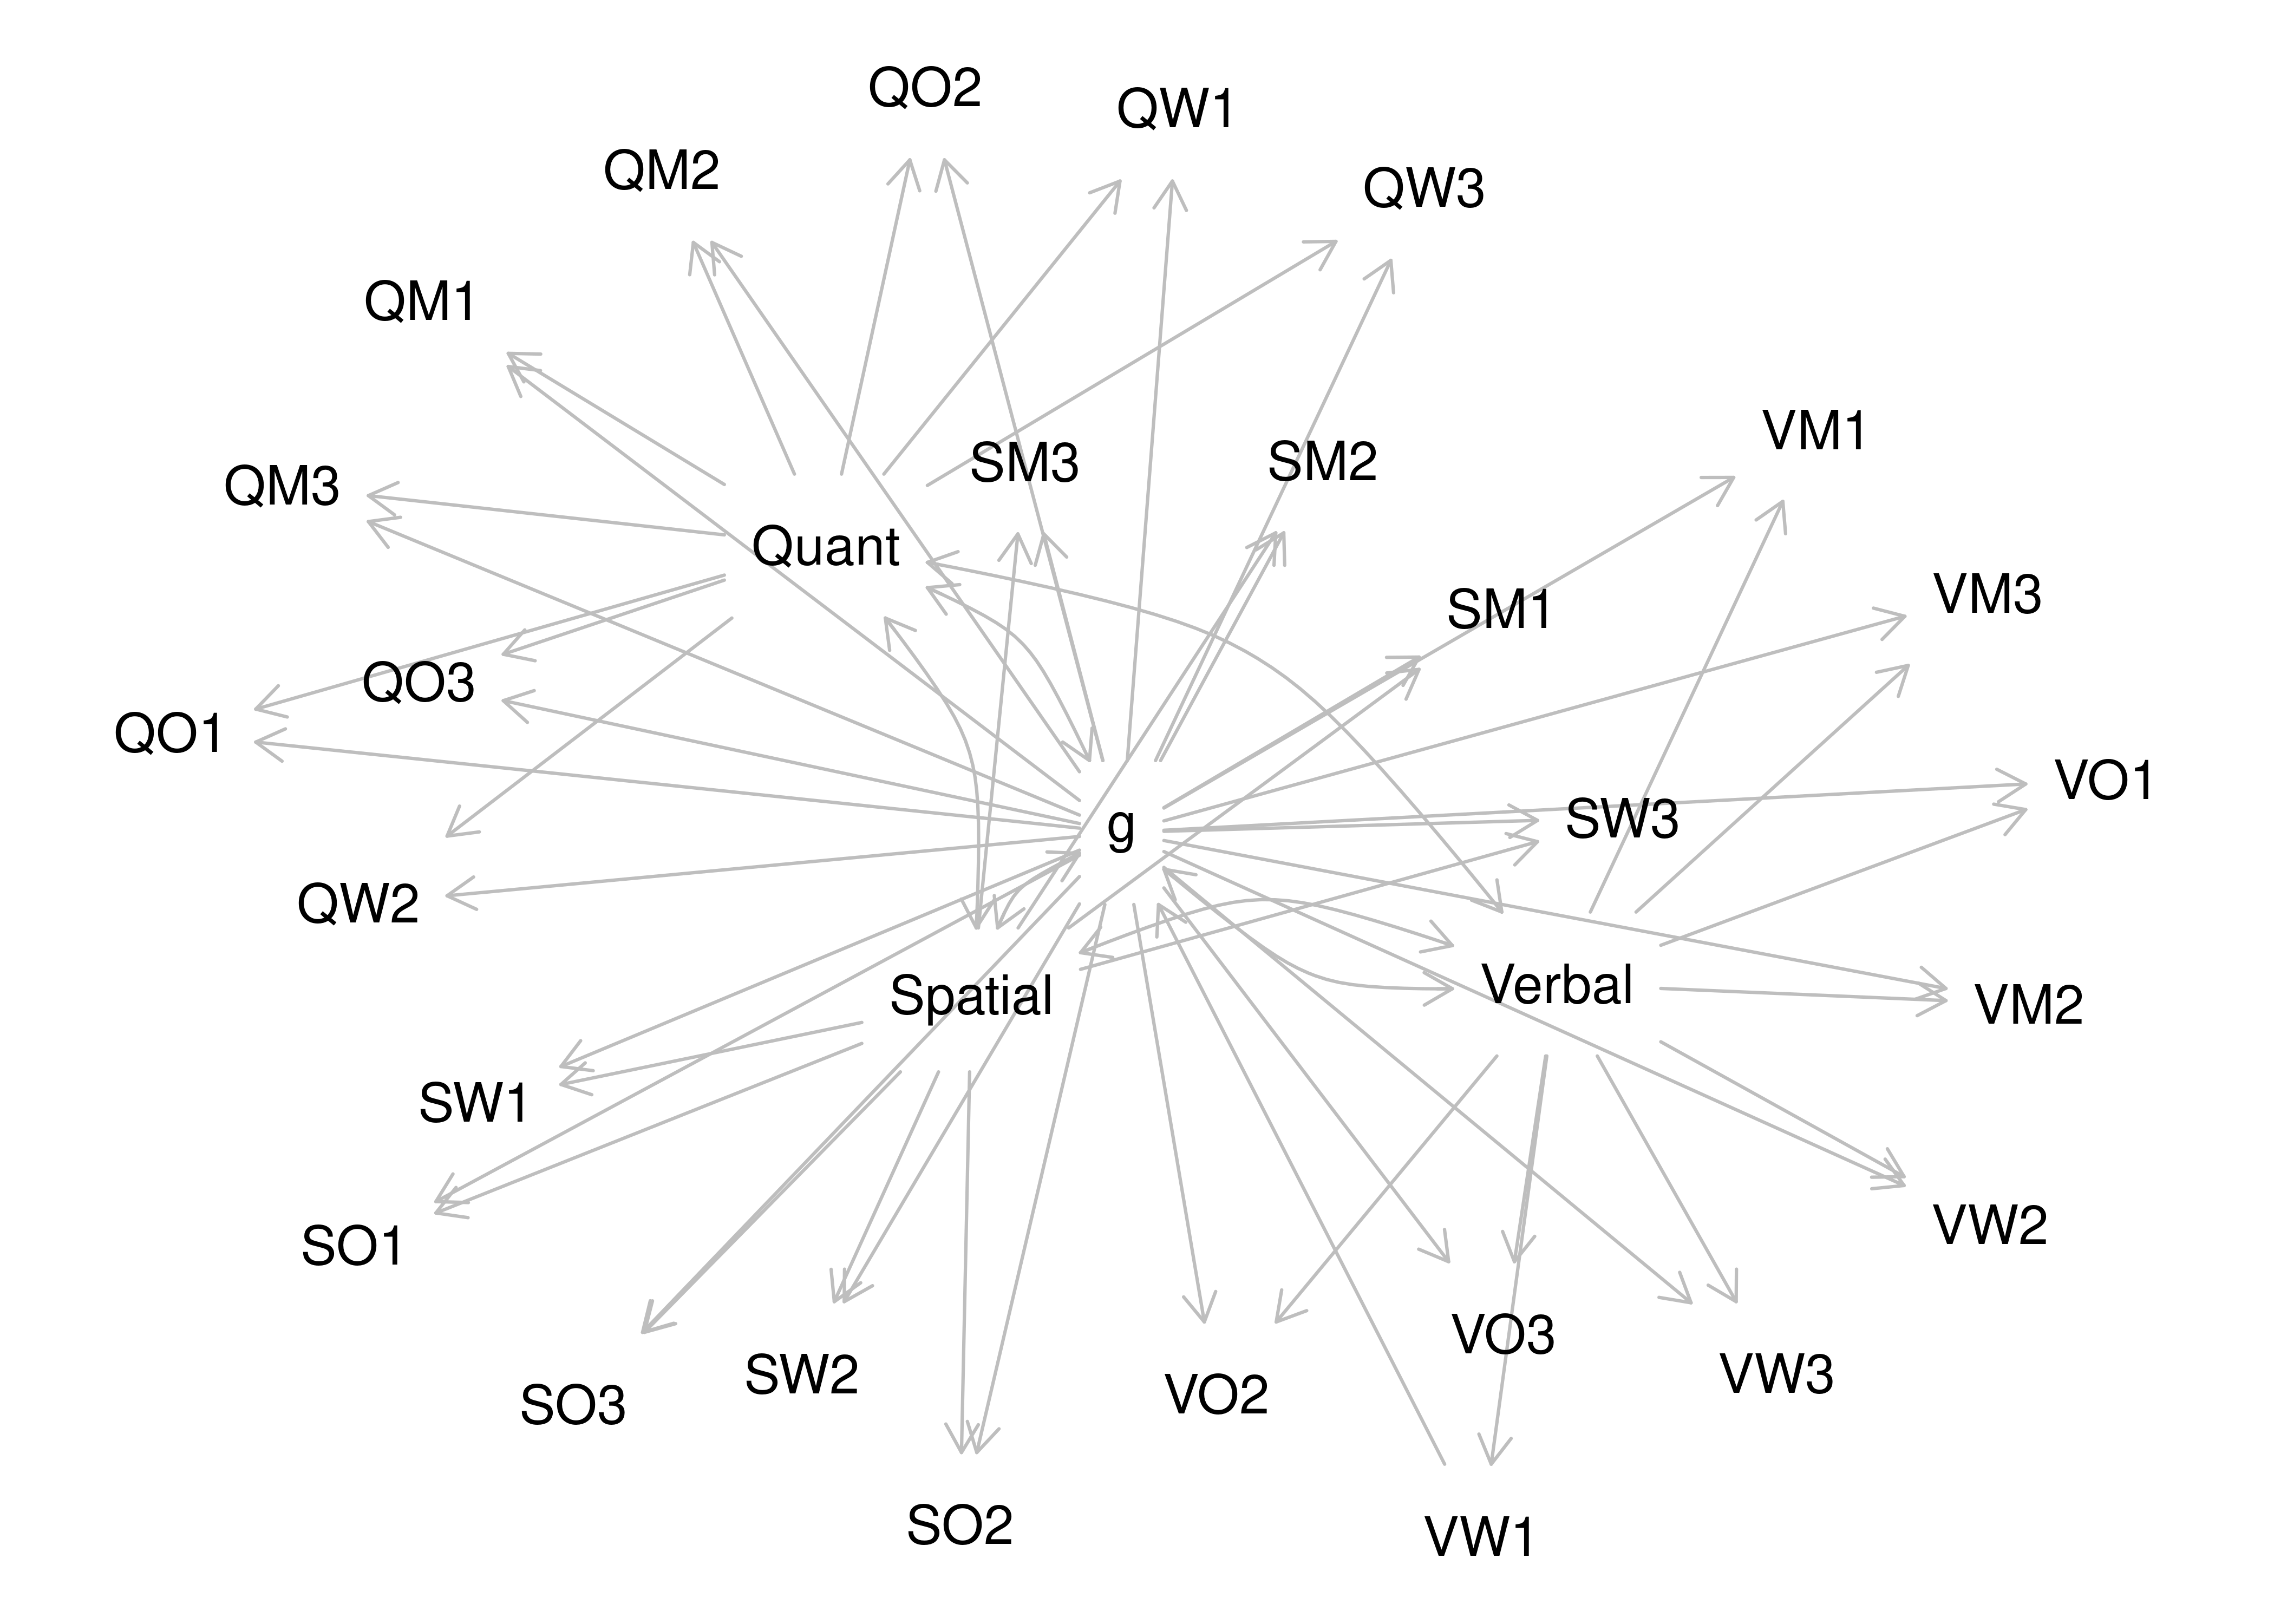 QO2
QW1
QM2
QW3
QM1
VM1
SM3
SM2
QM3
Quant
VM3
SM1
QO3
QO1
VO1
SW3
g
QW2
Verbal
Spatial
VM2
SW1
VW2
SO1
VO3
VW3
SW2
VO2
SO3
SO2
VW1